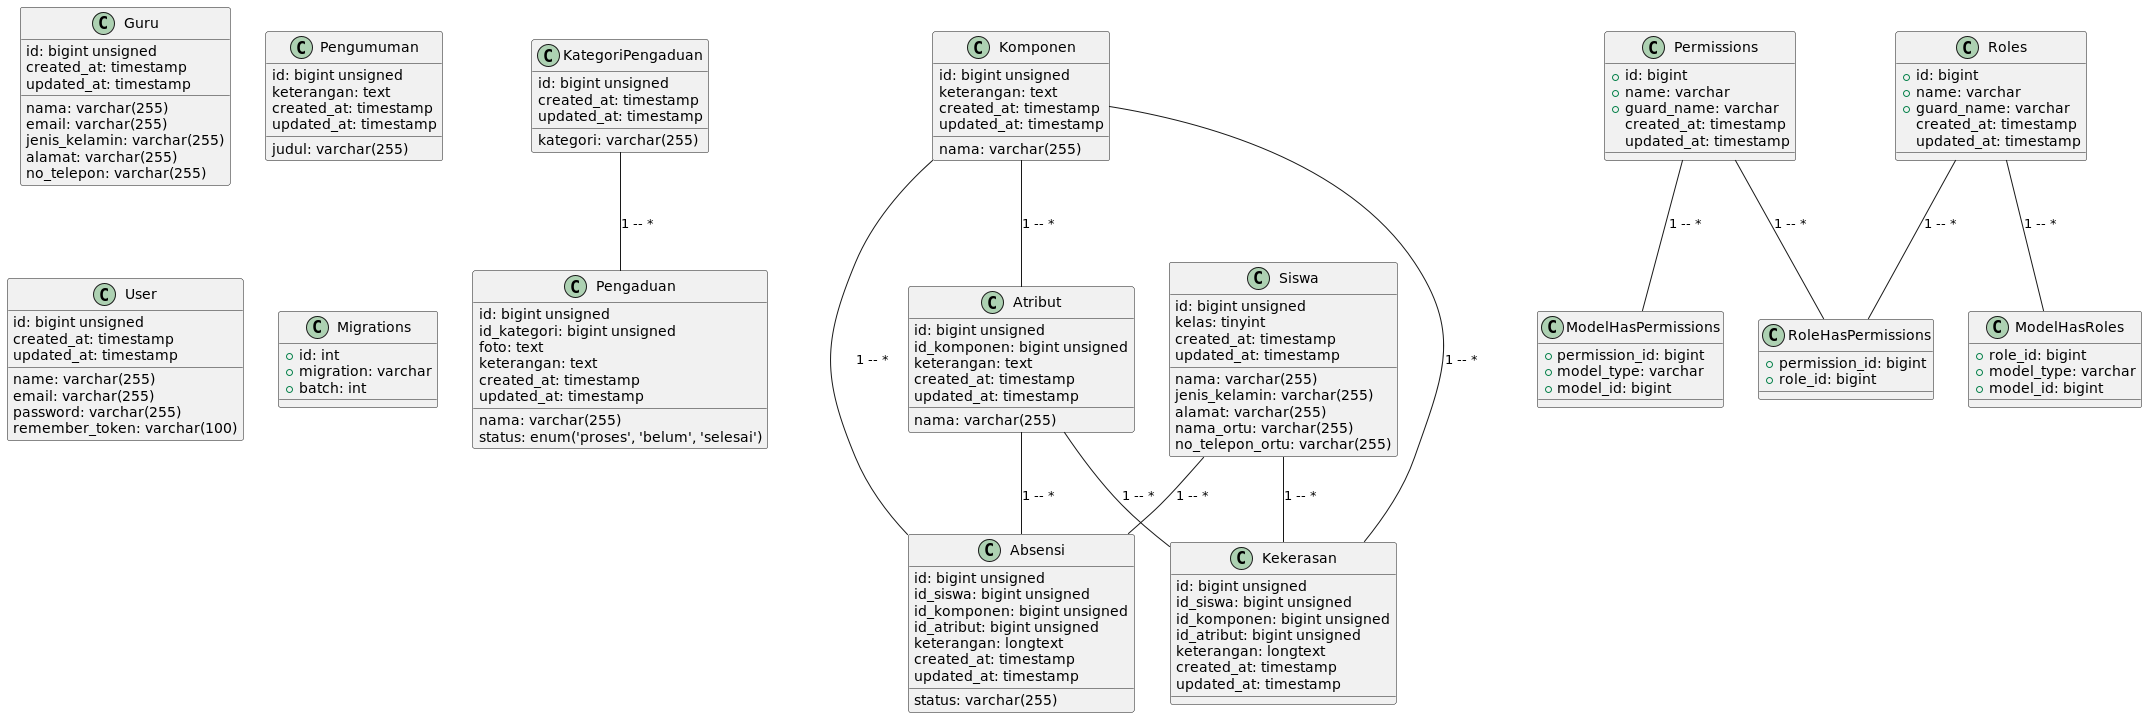 C Guru
id: bigint unsigned
created_at: timestamp
updated_at: timestamp
nama: varchar(255)
email: varchar(255)
jenis_kelamin: varchar(255)
alamat: varchar(255)
no_telepon: varchar(255)
C Pengumuman
id: bigint unsigned
keterangan: text
created_at: timestamp
updated_at: timestamp
judul: varchar(255)
C KategoriPengaduan
id: bigint unsigned
created_at: timestamp
updated_at: timestamp
kategori: varchar(255)
C Komponen
id: bigint unsigned
keterangan: text
created_at: timestamp
updated_at: timestamp
nama: varchar(255)
C Permissions
id: bigint
name: varchar
guard_name: varchar
created_at: timestamp
updated_at: timestamp
C Roles
id: bigint
name: varchar
guard_name: varchar
created_at: timestamp
updated_at: timestamp
1 -- *
1 -- *
1 -- *
1 -- *
1 -- *
1 -- *
C User
id: bigint unsigned
created_at: timestamp
updated_at: timestamp
name: varchar(255)
email: varchar(255)
password: varchar(255)
remember_token: varchar(100)
C Migrations
id: int
migration: varchar
batch: int
C Pengaduan
id: bigint unsigned
id_kategori: bigint unsigned
foto: text
keterangan: text
created_at: timestamp
updated_at: timestamp
nama: varchar(255)
status: enum('proses', 'belum', 'selesai')
1 -- *
C Atribut
id: bigint unsigned
id_komponen: bigint unsigned
keterangan: text
created_at: timestamp
updated_at: timestamp
nama: varchar(255)
C Siswa
id: bigint unsigned
kelas: tinyint
created_at: timestamp
updated_at: timestamp
nama: varchar(255)
jenis_kelamin: varchar(255)
alamat: varchar(255)
nama_ortu: varchar(255)
no_telepon_ortu: varchar(255)
1 -- *
C ModelHasPermissions
permission_id: bigint
model_type: varchar
model_id: bigint
C RoleHasPermissions
permission_id: bigint
role_id: bigint
C ModelHasRoles
role_id: bigint
model_type: varchar
model_id: bigint
1 -- *
1 -- *
1 -- *
1 -- *
C Absensi
id: bigint unsigned
id_siswa: bigint unsigned
id_komponen: bigint unsigned
id_atribut: bigint unsigned
keterangan: longtext
created_at: timestamp
updated_at: timestamp
status: varchar(255)
C Kekerasan
id: bigint unsigned
id_siswa: bigint unsigned
id_komponen: bigint unsigned
id_atribut: bigint unsigned
keterangan: longtext
created_at: timestamp
updated_at: timestamp